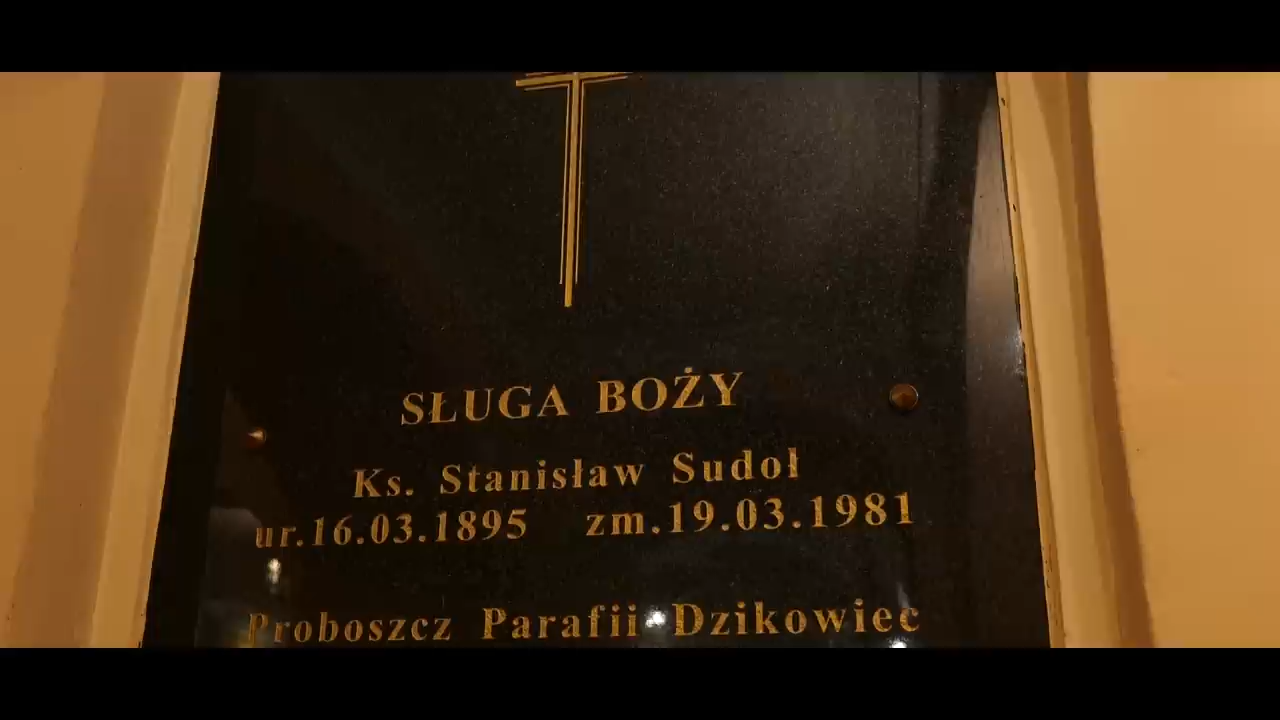 SŁUGA BOŻY
Ks. Stanisław Sudoł
ur.16.03.1895 zm.19.03.1981
Proboszcz Parafii Dzikowiec